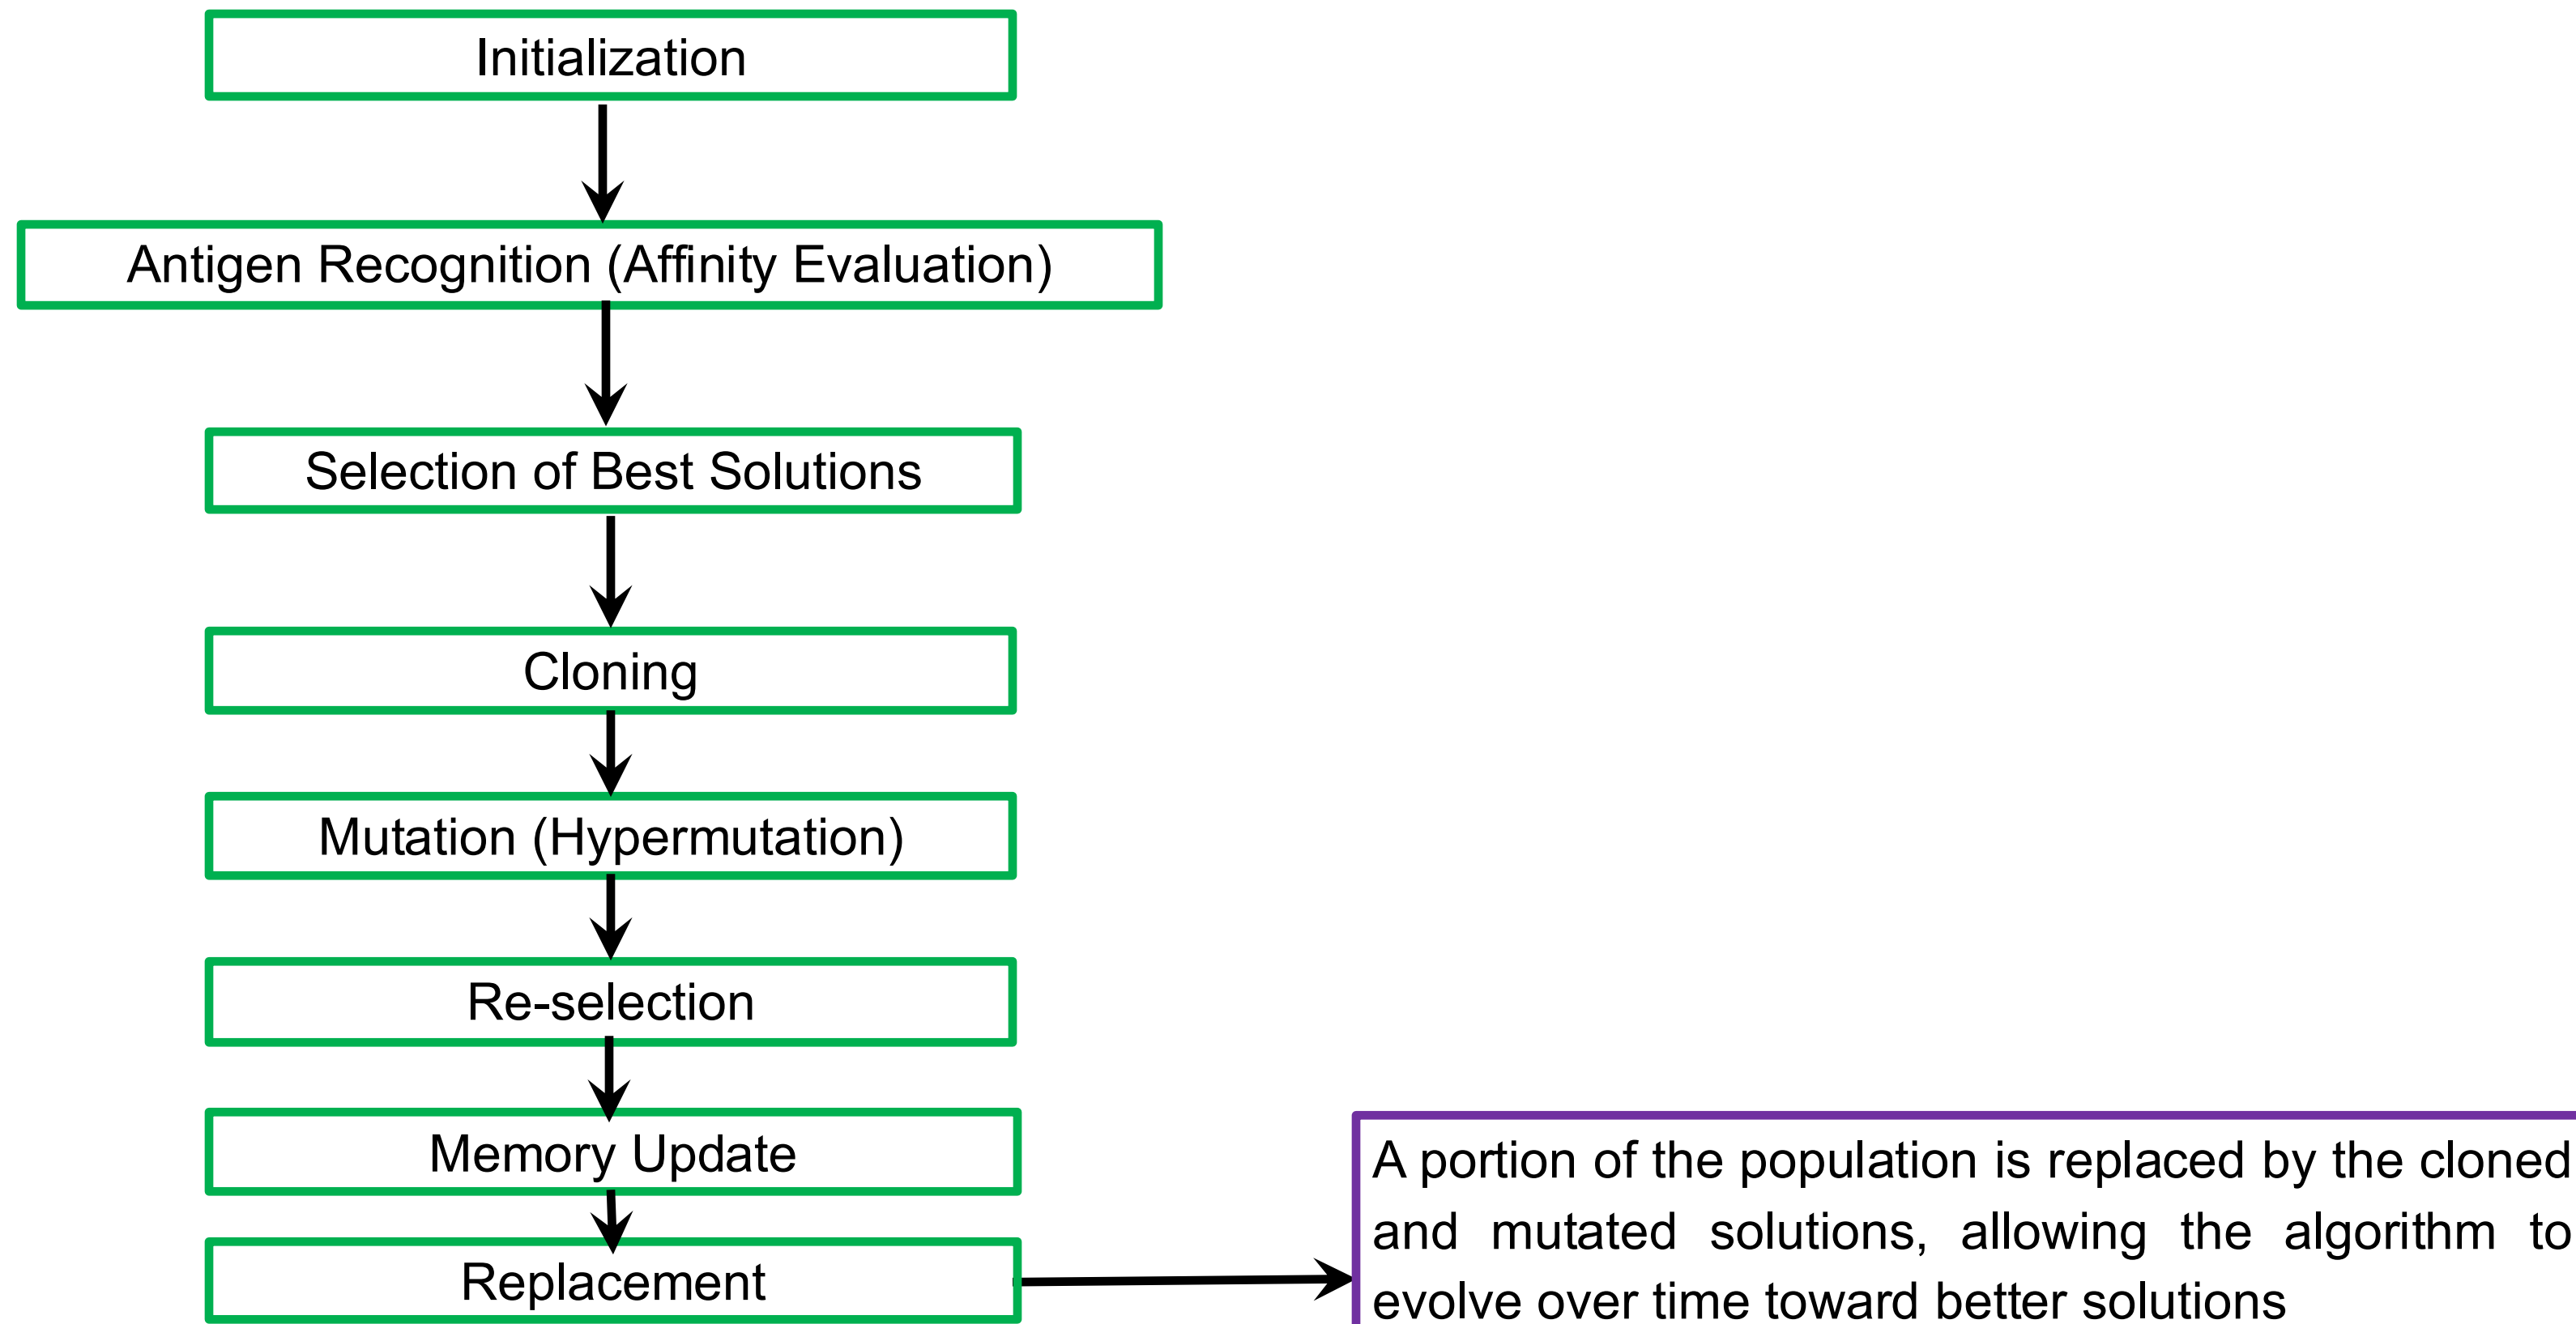 Initialization
Antigen Recognition (Affinity Evaluation)
Selection of Best Solutions
Cloning
Mutation (Hypermutation)
Re-selection
Memory Update
Replacement
A portion of the population is replaced by the cloned
and mutated solutions, allowing the algorithm to
evolve over time toward better solutions